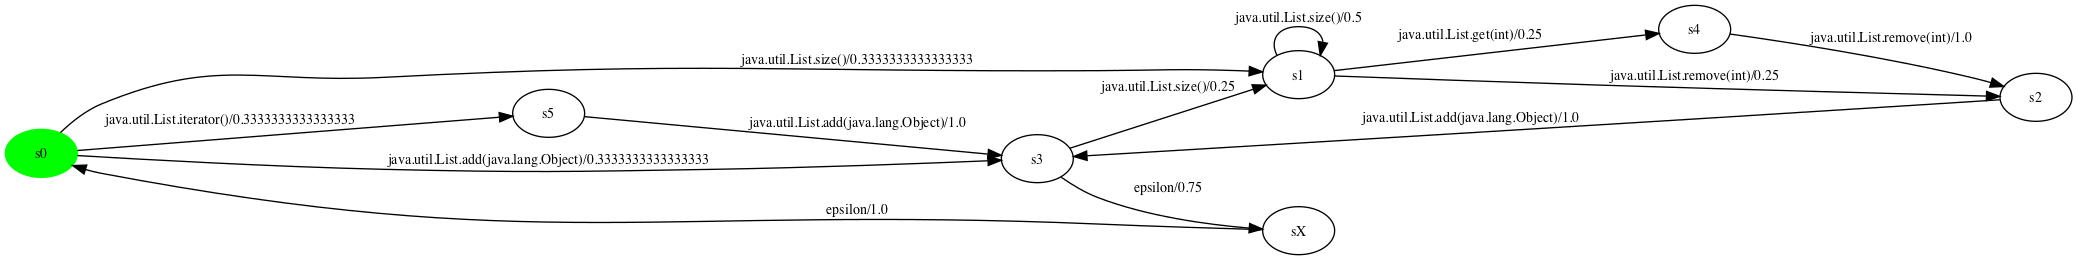 java.util.List.size()/0.5
s4
java.util.List.get(int)/0.25
java.util.List.remove(int)/1.0
java.util.List.size()/0.3333333333333333
s1
java.util.List.remove(int)/0.25
java.util.List.size()/0.25
s2
s5
java.util.List.iterator()/0.3333333333333333
java.util.List.add(java.lang.Object)/1.0
java.util.List.add(java.lang.Object)/1.0
s0
java.util.List.add(java.lang.Object)/0.3333333333333333
s3
epsilon/0.75
epsilon/1.0
sX